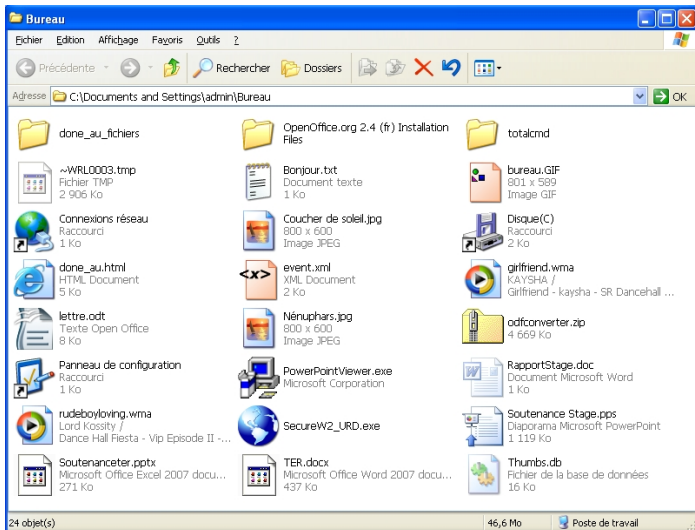 Bureau
Fichier Edition Affichage Favoris Outils ?
Précédente Rechercher Dossiers
Adresse C:\Documents and Settings\admin\Bureau OK
done_au_fichiers
OpenOffice.org 2.4 (fr) Installation
Files
totalcmd
~WRL0003.tmp
Fichier TMP
2 906 Ko
Bonjour.txt
Document texte
1 Ko
bureau.GIF
801 x 589
Image GIF
Connexions réseau
Raccourci
1 Ko
Coucher de soleil.jpg
800 x 600
Image JPEG
Disque(C)
Raccourci
2 Ko
done_au.html
HTML Document
5 Ko
<x>
event.xml
XML Document
2 Ko
girlfriend.wma
KAYSHA /
Girlfriend - kaysha - SR Dancehall ...
lettre.odt
Texte Open Office
8 Ko
Nénuphars.jpg
800 x 600
Image JPEG
odfconverter.zip
4 669 Ko
Panneau de configuration
Raccourci
1 Ko
PowerPointViewer.exe
Microsoft Corporation
W
RapportStage.doc
Document Microsoft Word
1 Ko
rudeboyloving.wma
Lord Kossity /
Dance Hall Fiesta - Vip Episode II -...
SecureW2_URD.exe
Soutenance Stage.pps
Diaporama Microsoft PowerPoint
1 119 Ko
Soutenanceter.pptx
Microsoft Office Excel 2007 docu...
271 Ko
TER.docx
Microsoft Office Word 2007 docu...
437 Ko
Thumbs.db
Fichier de la base de données
16 Ko
24 objet(s) 46,6 Mo Poste de travail